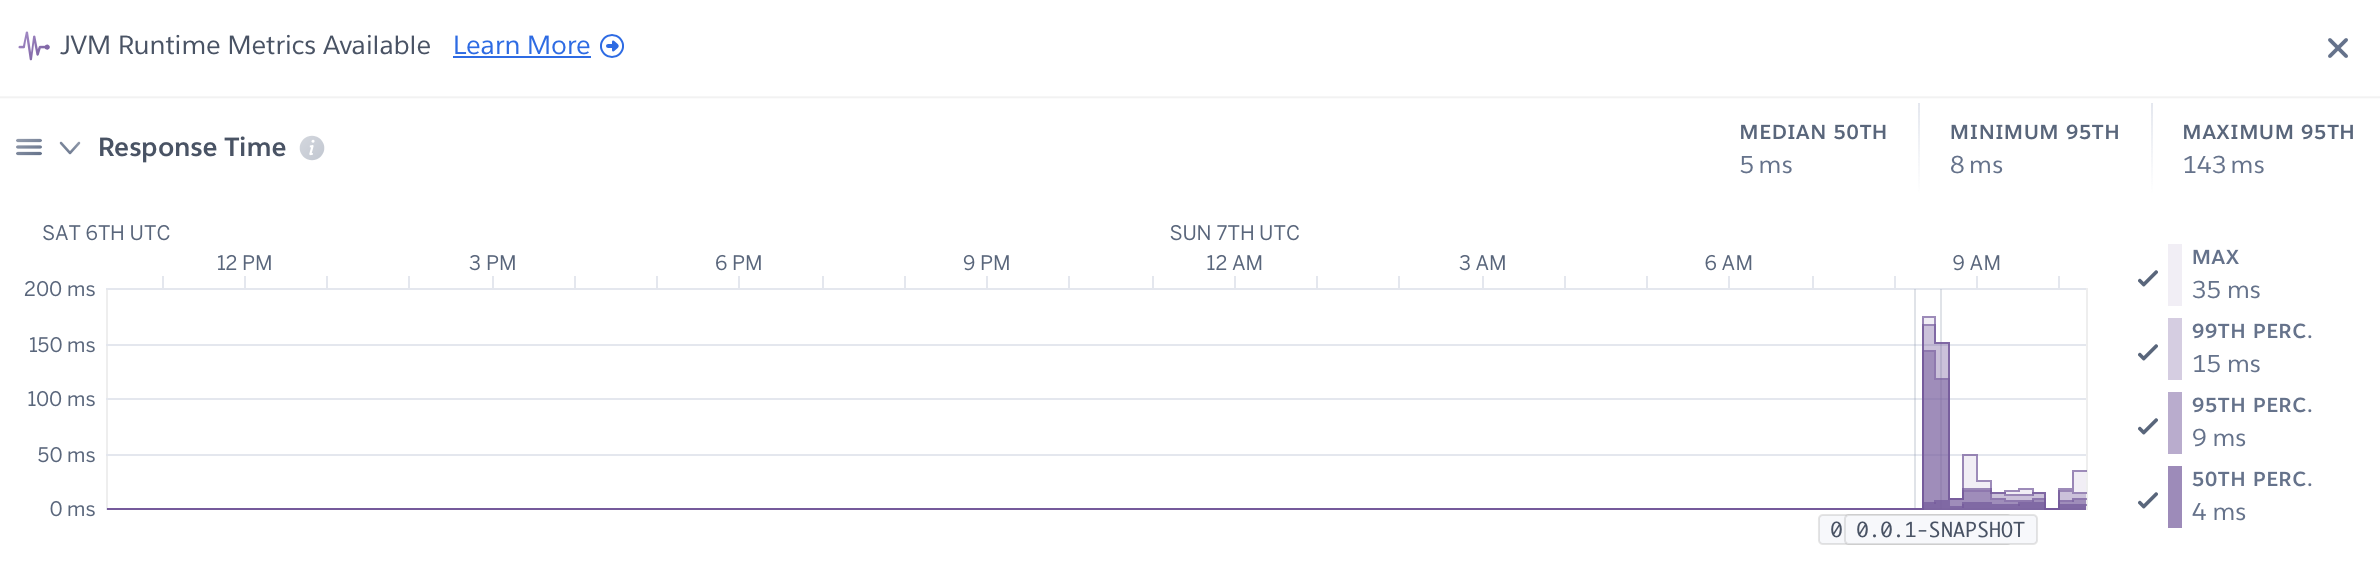 JVM Runtime Metrics Available Learn More
Response Time
MEDIAN 50TH
5 ms
MINIMUM 95TH
8 ms
MAXIMUM 95TH
143 ms
SAT 6TH UTC SUN 7TH UTC
12 PM 3 PM 6 PM 9 PM 12 AM 3 AM 6 AM 9 AM
200 ms
150 ms
100 ms
50 ms
0 ms
0 0.0.1-SNAPSHOT
MAX
35 ms
99TH PERC.
15 ms
95TH PERC.
9 ms
50TH PERC.
4 ms